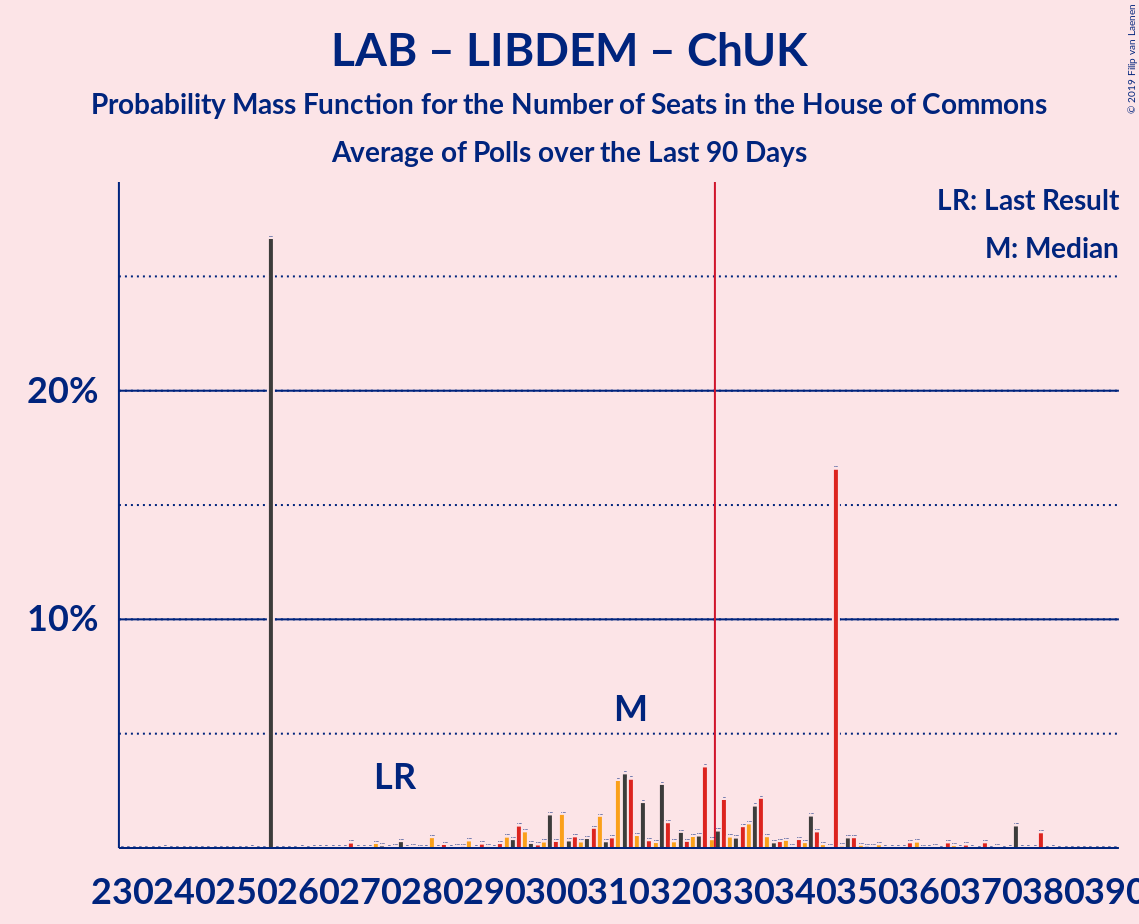 LAB – LIBDEM – ChUK
Probability Mass Function for the Number of Seats in the House of Commons
Average of Polls over the Last 90 Days
© 2019 Filip van Laenen
LR: Last Result
M: Median
20%
10%
M
LR
230 240 250 260 270 280 290 300 310 320 330 340 350 360 370 380 390